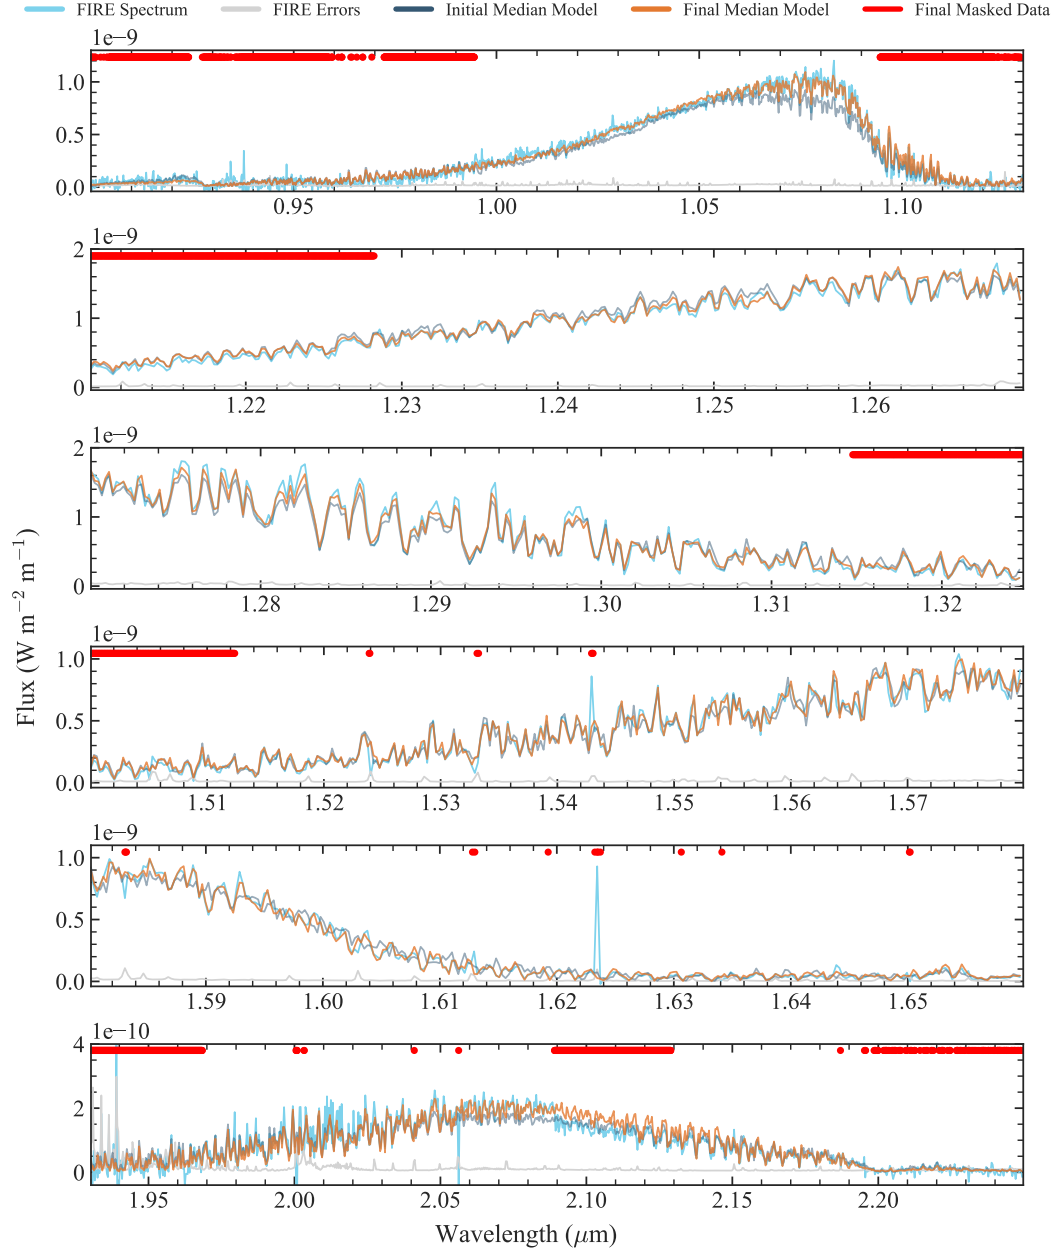 FIRE Spectrum FIRE Errors Initial Median Model Final Median Model Final Masked Data
1e−9
1.0
0.5
0.0
0.95 1.00 1.05 1.10
1e−9
2
1
0
1.22 1.23 1.24 1.25 1.26
1e−9
2
1
0
1.28 1.29 1.30 1.31 1.32
Flux (W m−2 m−1)
1e−9
1.0
0.5
0.0
1.51 1.52 1.53 1.54 1.55 1.56 1.57
1e−9
1.0
0.5
0.0
1.59 1.60 1.61 1.62 1.63 1.64 1.65
1e−10
4
2
0
1.95 2.00 2.05 2.10 2.15 2.20
Wavelength (μm)